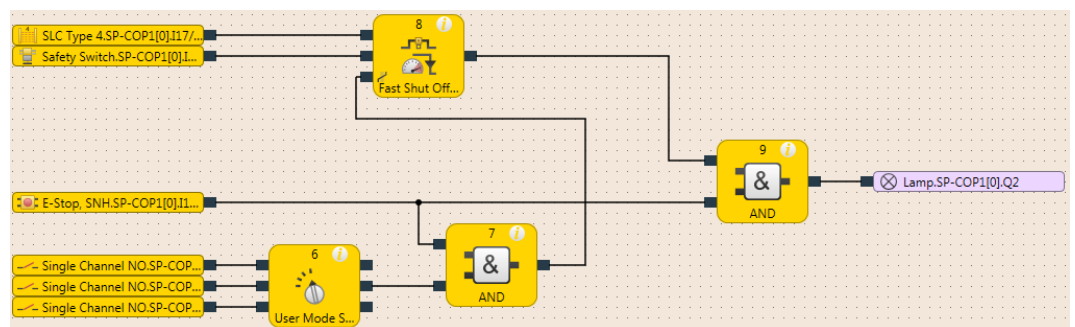 8
SLC Type 4.SP-COP1[0].I17/...
Safety Switch.SP-COP1[0].I...
Fast Shut Off...
9
&
Lamp.SP-COP1[0].Q2
AND
E-Stop, SNH.SP-COP1[0].I1...
7
&
AND
6
Single Channel NO.SP-COP...
Single Channel NO.SP-COP...
Single Channel NO.SP-COP...
User Mode S...